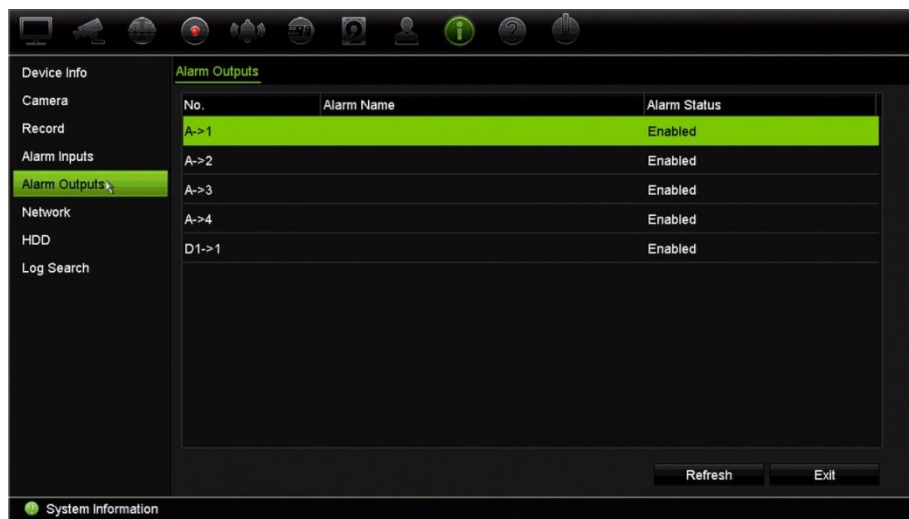 Device Info
Camera
Record
Alarm Inputs
Alarm Outputs
Network
HDD
Log Search
Alarm Outputs
No. Alarm Name Alarm Status
A->1 Enabled
A->2 Enabled
A->3 Enabled
A->4 Enabled
D1->1 Enabled
Refresh Exit
System Information